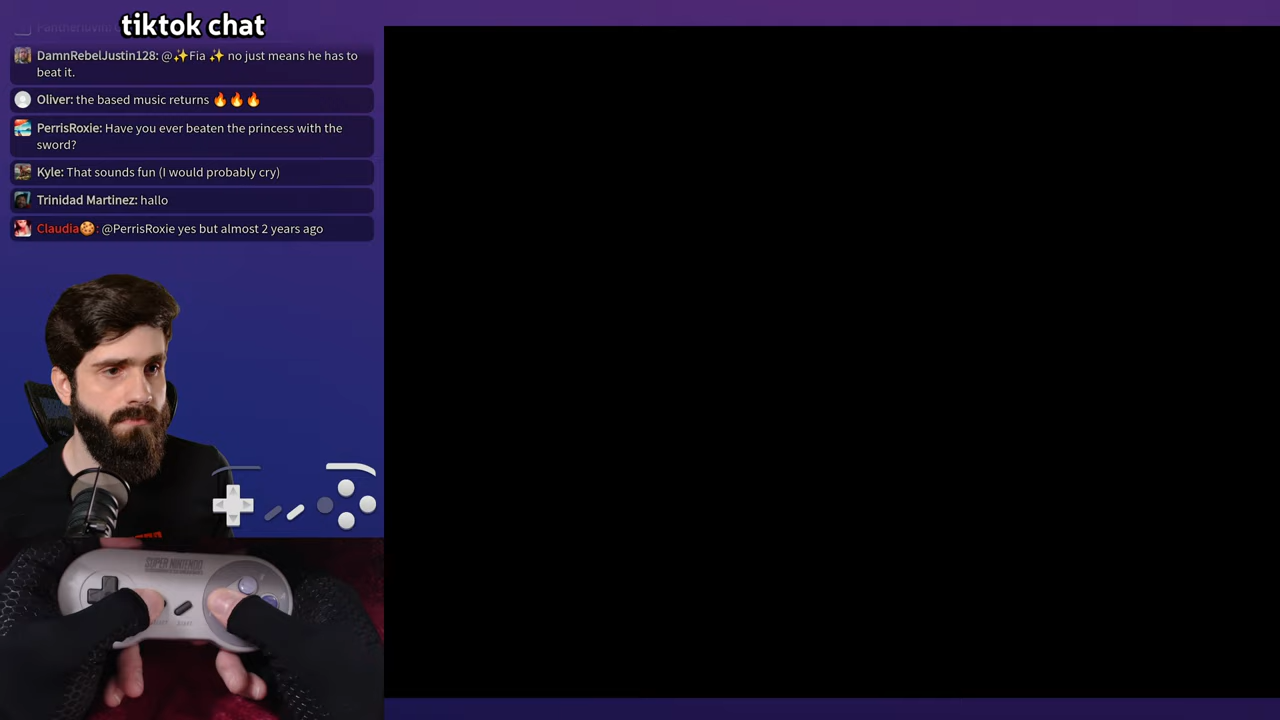 tiktok chat
DamnRebelJustin128: @✨Fia ✨ no just means he has to
beat it.
Oliver: the based music returns 🔥🔥🔥
PerrisRoxie: Have you ever beaten the princess with the
sword?
Kyle: That sounds fun (I would probably cry)
Trinidad Martinez: hallo
Claudia🍪: @PerrisRoxie yes but almost 2 years ago
SUPER NINTENDO